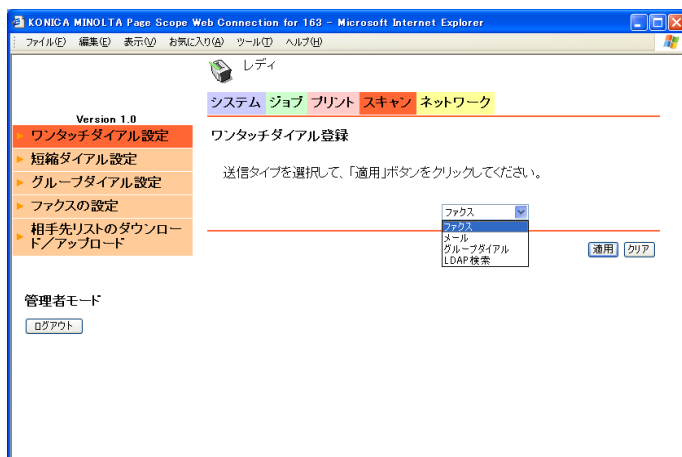 KONICA MINOLTA Page Scope Web Connection for 163 - Microsoft Internet Explorer
ファイル(F) 編集(E) 表示(V) お気に入り(A) ツール(T) ヘルプ(H)
レディ
システム ジョブ プリント スキャン ネットワーク
Version 1.0
ワンタッチダイアル設定
短縮ダイアル設定
グループダイアル設定
ファクスの設定
相手先リストのダウンロー
ド/アップロード
管理者モード
ログアウト
ワンタッチダイアル登録
送信タイプを選択して、「適用」ボタンをクリックしてください。
ファクス
ファクス
メール
グループダイアル
LDAP検索
適用 クリア